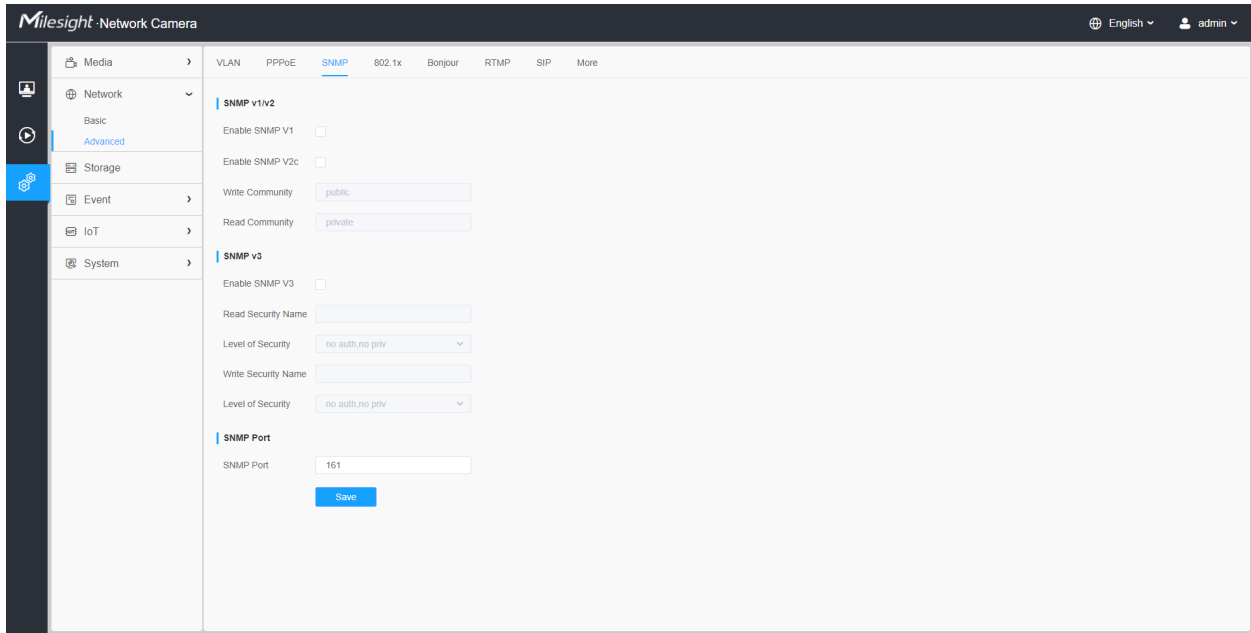 Milesight ·Network Camera
English
admin
Media
Network
Basic
Advanced
Storage
Event
IoT
System
VLAN PPPoE SNMP 802.1x Bonjour RTMP SIP More
SNMP v1/v2
Enable SNMP V1
Enable SNMP V2c
Write Community public
Read Community private
SNMP v3
Enable SNMP V3
Read Security Name
Level of Security no auth,no priv
Write Security Name
Level of Security no auth,no priv
SNMP Port
SNMP Port 161
Save